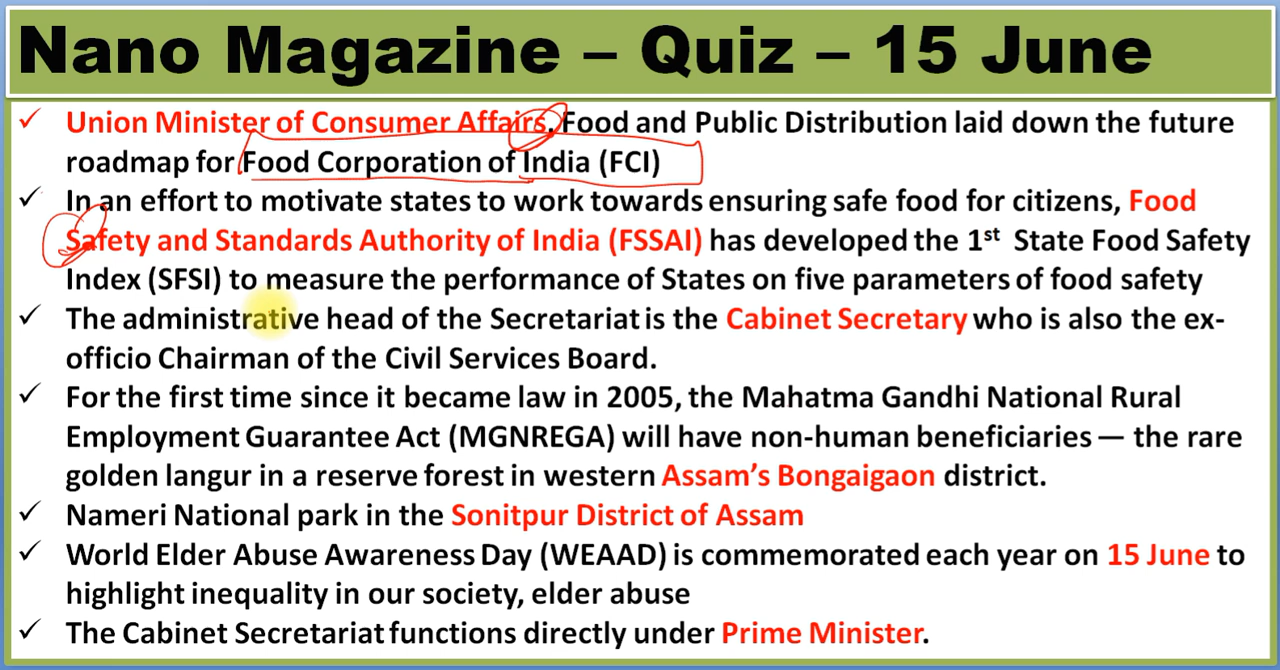 Nano Magazine – Quiz – 15 June
✓ Union Minister of Consumer Affairs, Food and Public Distribution laid down the future
roadmap for Food Corporation of India (FCI)
✓ In an effort to motivate states to work towards ensuring safe food for citizens, Food
Safety and Standards Authority of India (FSSAI) has developed the 1st State Food Safety
Index (SFSI) to measure the performance of States on five parameters of food safety
✓ The administrative head of the Secretariat is the Cabinet Secretary who is also the ex-
officio Chairman of the Civil Services Board.
✓ For the first time since it became law in 2005, the Mahatma Gandhi National Rural
Employment Guarantee Act (MGNREGA) will have non-human beneficiaries — the rare
golden langur in a reserve forest in western Assam's Bongaigaon district.
✓ Nameri National park in the Sonitpur District of Assam
✓ World Elder Abuse Awareness Day (WEAAD) is commemorated each year on 15 June to
highlight inequality in our society, elder abuse
✓ The Cabinet Secretariat functions directly under Prime Minister.